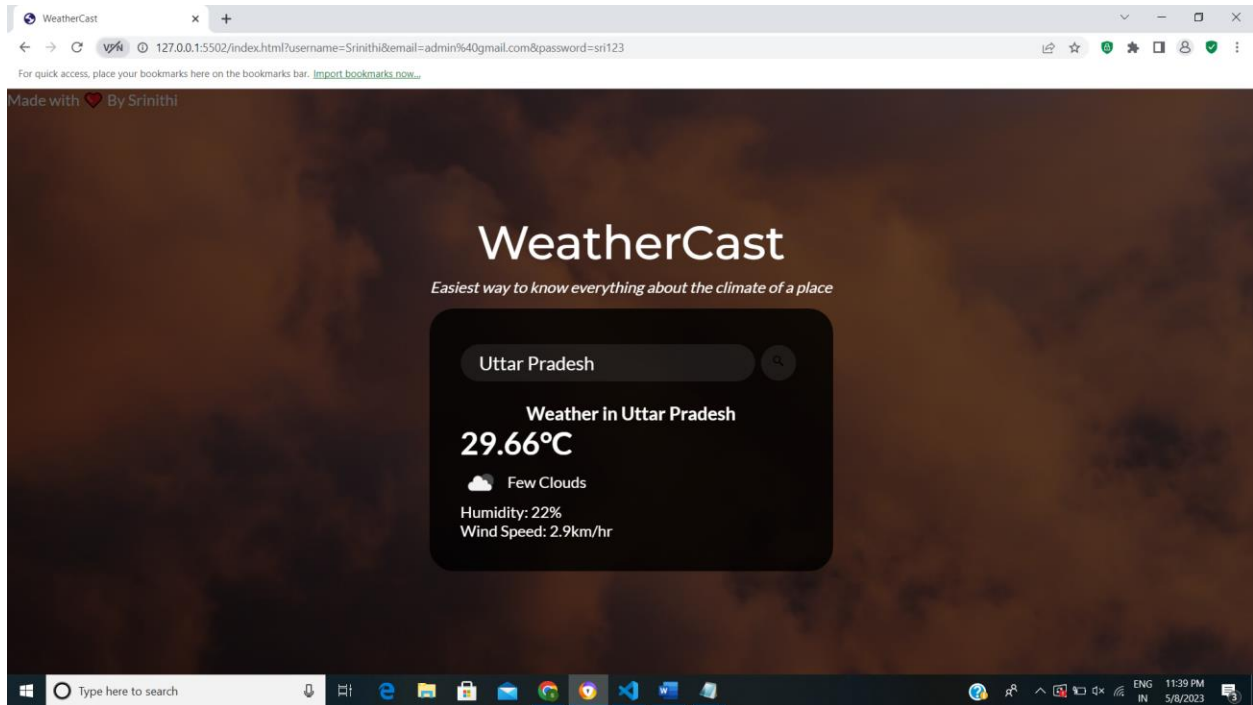 WeatherCast
VPN
127.0.0.1:5502/index.html?username=Srinithi&email=admin%40gmail.com&password=sri123
For quick access, place your bookmarks here on the bookmarks bar. Import bookmarks now...
Made with ❤ By Srinithi
WeatherCast
Easiest way to know everything about the climate of a place
Uttar Pradesh
Weather in Uttar Pradesh
29.66°C
Few Clouds
Humidity: 22%
Wind Speed: 2.9km/hr
Type here to search
ENG
IN
11:39 PM
5/8/2023
3